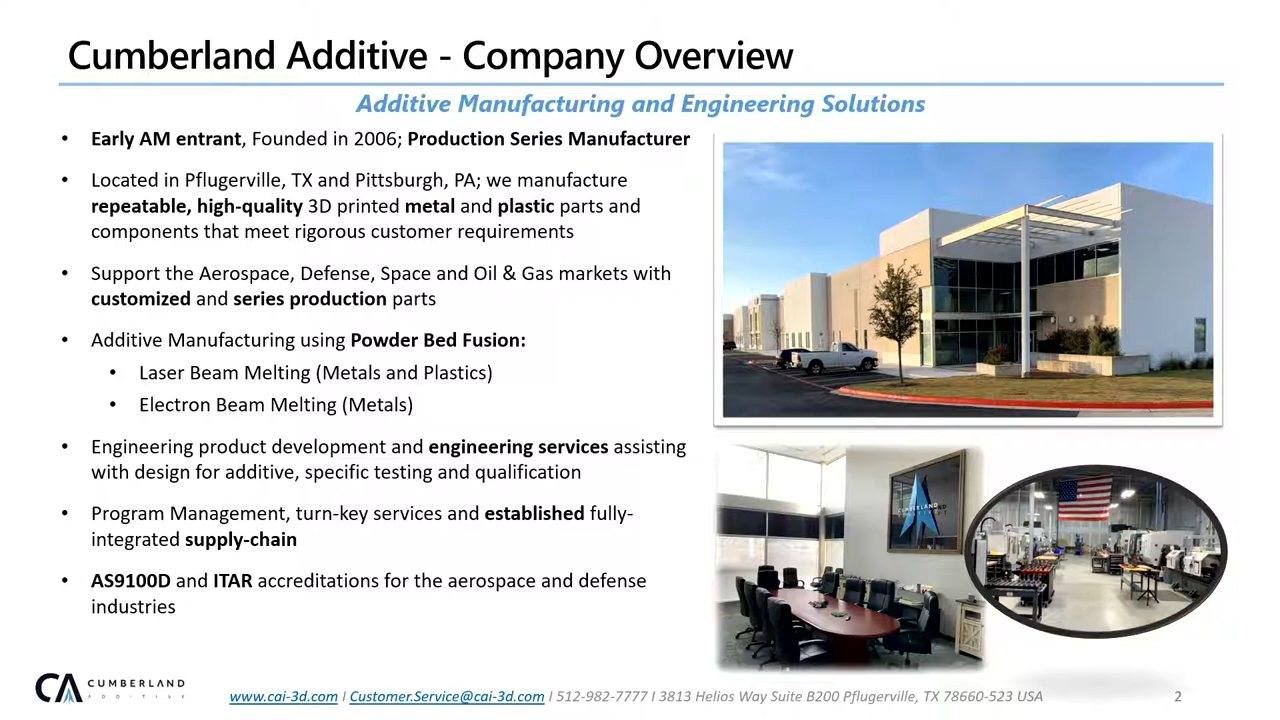 Cumberland Additive - Company Overview
Additive Manufacturing and Engineering Solutions
• Early AM entrant, Founded in 2006; Production Series Manufacturer
• Located in Pflugerville, TX and Pittsburgh, PA; we manufacture
repeatable, high-quality 3D printed metal and plastic parts and
components that meet rigorous customer requirements
• Support the Aerospace, Defense, Space and Oil & Gas markets with
customized and series production parts
• Additive Manufacturing using Powder Bed Fusion:
• Laser Beam Melting (Metals and Plastics)
• Electron Beam Melting (Metals)
• Engineering product development and engineering services assisting
with design for additive, specific testing and qualification
• Program Management, turn-key services and established fully-
integrated supply-chain
• AS9100D and ITAR accreditations for the aerospace and defense
industries
CUMBERLAND
CA CUMBERLAND
ADDITIVE
www.cai-3d.com I Customer.Service@cai-3d.com I 512-982-7777 I 3813 Helios Way Suite B200 Pflugerville, TX 78660-523 USA
2